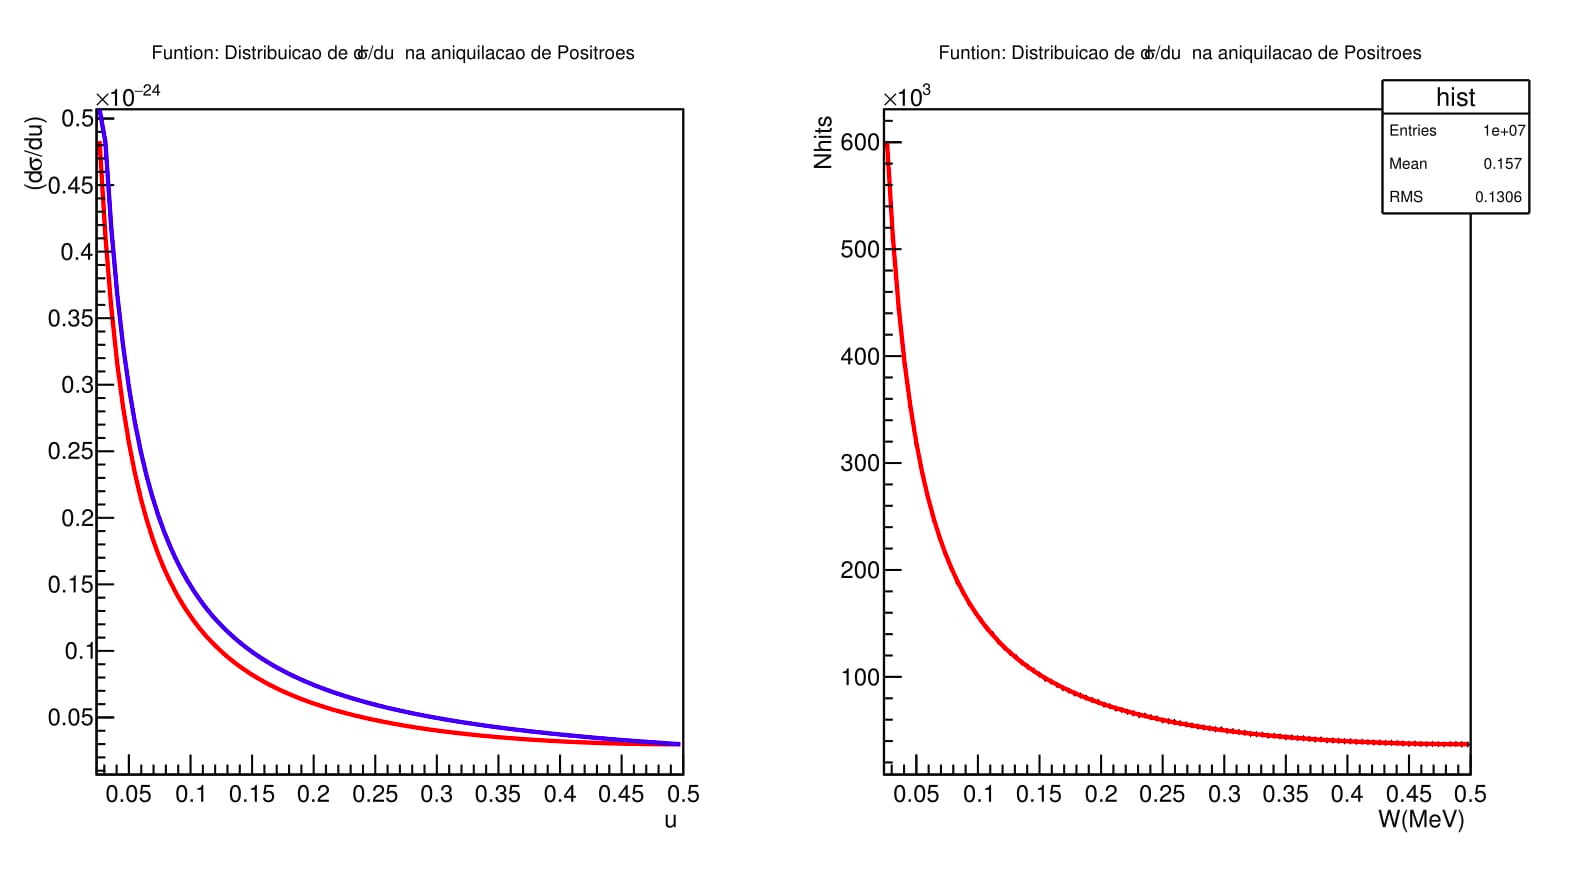 Funtion: Distribuicao de dσ/du na aniquilacao de Positroes
×10⁻²⁴
(dσ/du)
0.5
0.45
0.4
0.35
0.3
0.25
0.2
0.15
0.1
0.05
0.05 0.1 0.15 0.2 0.25 0.3 0.35 0.4 0.45 0.5
u
Funtion: Distribuicao de dσ/du na aniquilacao de Positroes
×10³
Nhits
hist
Entries 1e+07
Mean 0.157
RMS 0.1306
600
500
400
300
200
100
0.05 0.1 0.15 0.2 0.25 0.3 0.35 0.4 0.45 0.5
W(MeV)